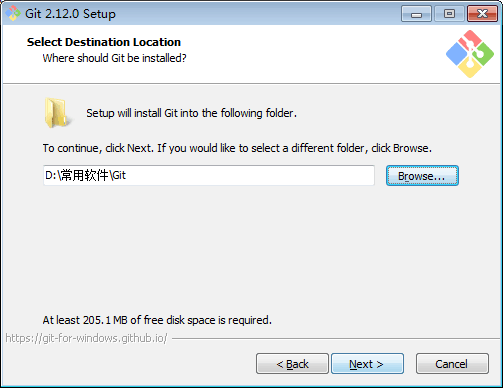 Git 2.12.0 Setup
Select Destination Location
Where should Git be installed?
Setup will install Git into the following folder.
To continue, click Next. If you would like to select a different folder, click Browse.
D:\常用软件\Git
Browse...
At least 205.1 MB of free disk space is required.
https://git-for-windows.github.io/
< Back
Next >
Cancel